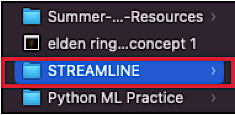 Summer-...-Resources
elden ring...concept 1
STREAMLINE
Python ML Practice